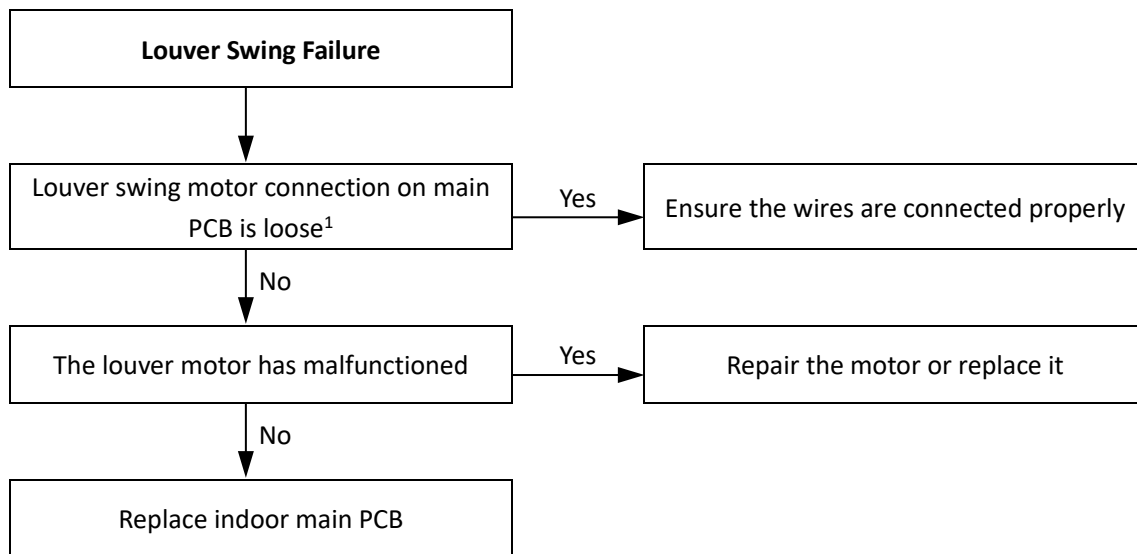 Louver Swing Failure
Louver swing motor connection on main
PCB is loose¹
Yes
Ensure the wires are connected properly
No
The louver motor has malfunctioned
Yes
Repair the motor or replace it
No
Replace indoor main PCB